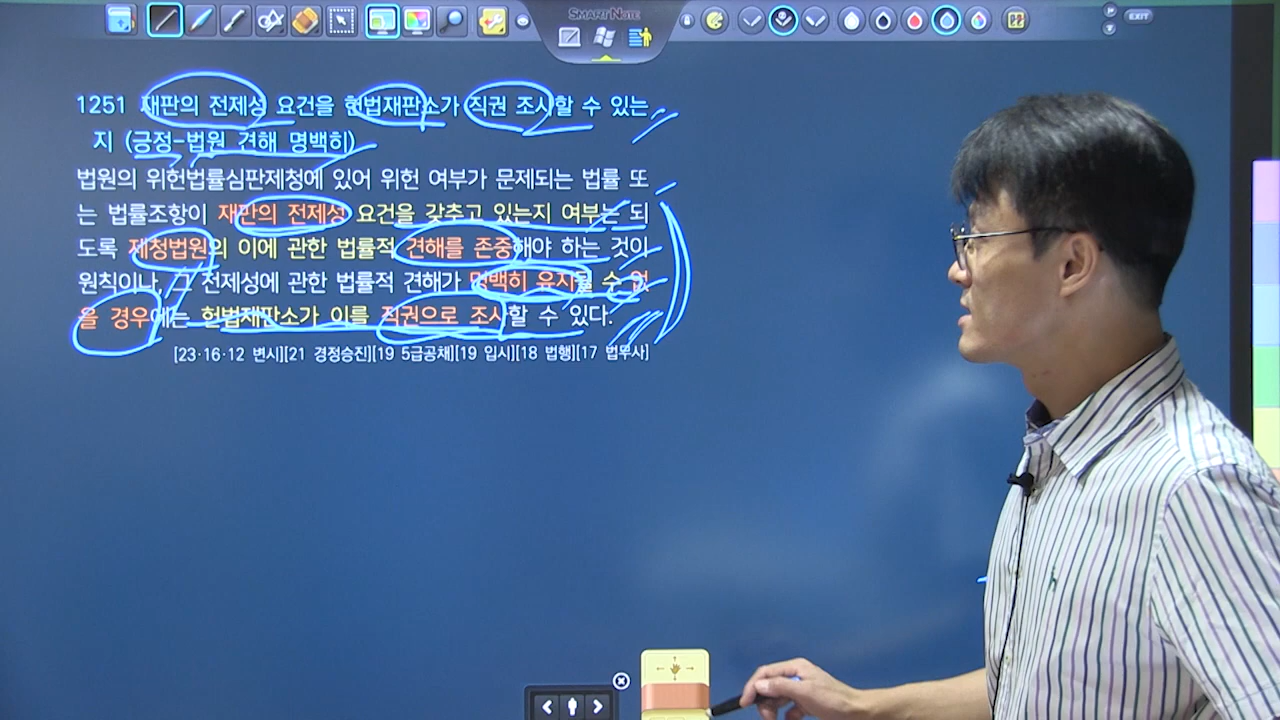 SMARTNOTE
EXIT
1251 재판의 전제성 요건을 헌법재판소가 직권 조사할 수 있는
지 (긍정-법원 견해 명백히)
법원의 위헌법률심판제청에 있어 위헌 여부가 문제되는 법률 또
는 법률조항이 재판의 전제성 요건을 갖추고 있는지 여부는 되
도록 제청법원의 이에 관한 법률적 견해를 존중해야 하는 것이
원칙이나, 그 전제성에 관한 법률적 견해가 명백히 유지될 수 없
을 경우에는 헌법재판소가 이를 직권으로 조사할 수 있다.
[23·16·12 변시][21 경정승진][19 5급공채][19 입시][18 법행][17 법무사]